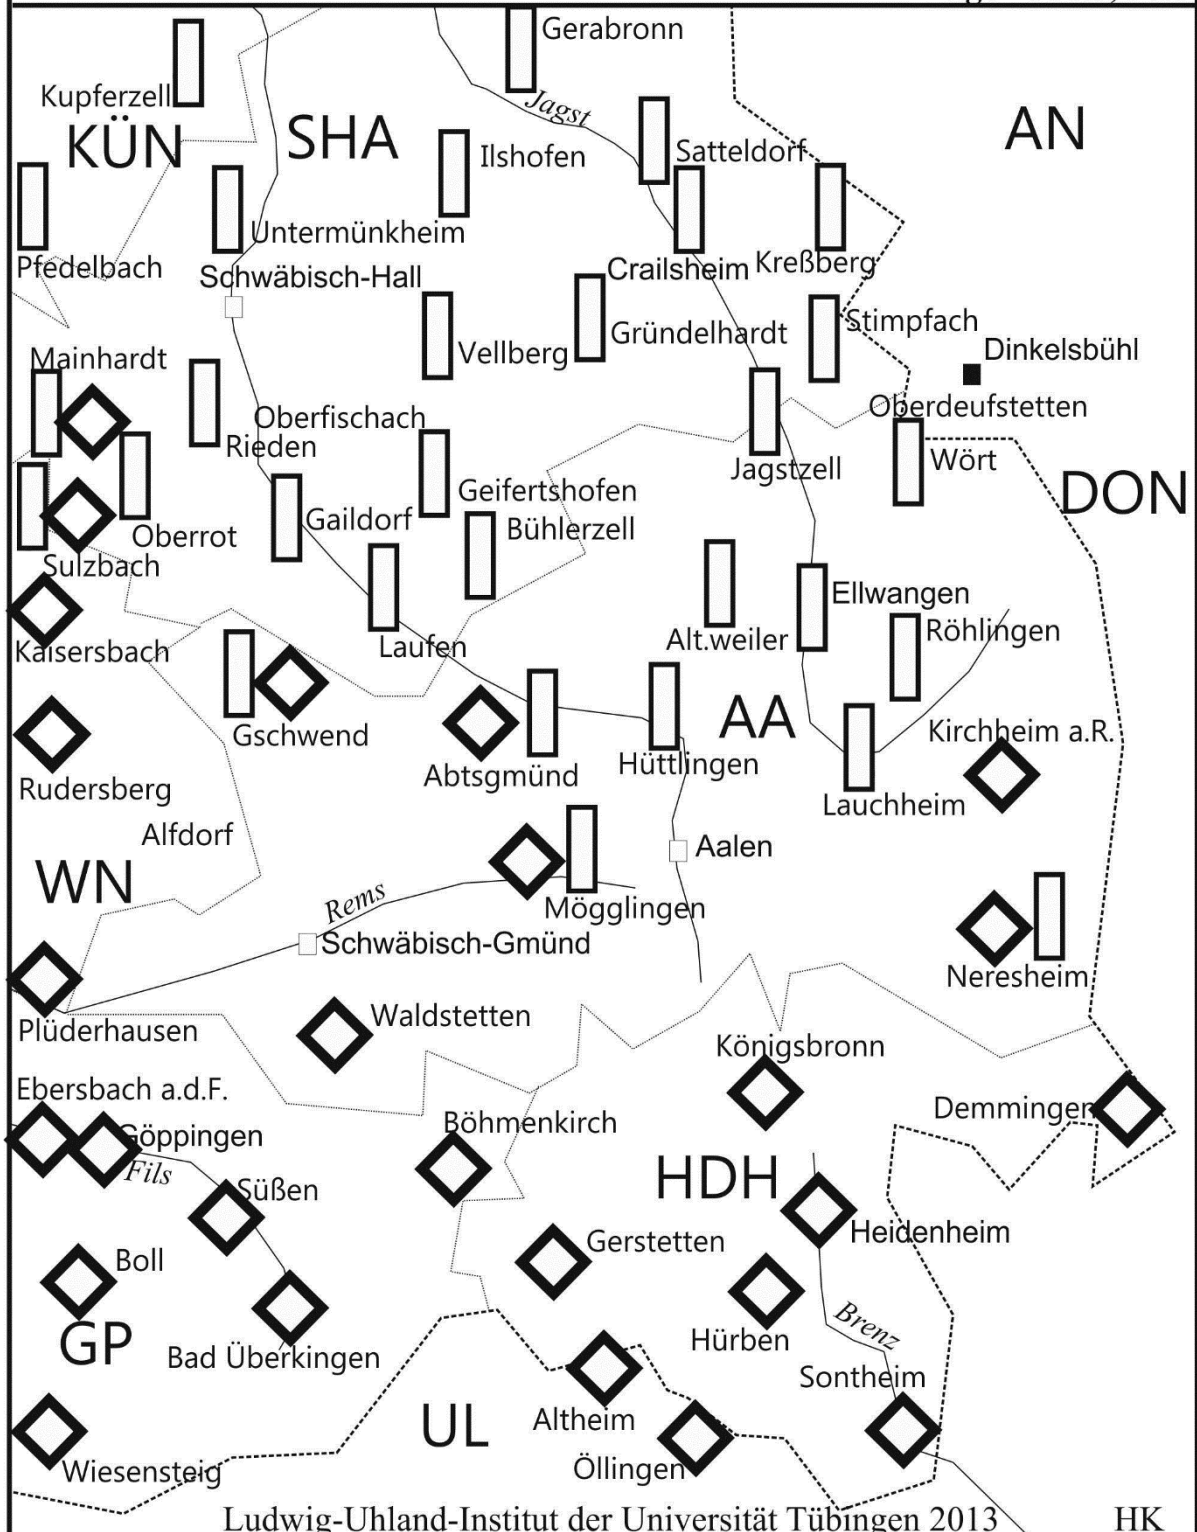 Gerabronn
Kupferzell
Jagst
KÜN
SHA
AN
Ilshofen
Satteldorf
Untermünkheim
Pfedelbach
Schwäbisch-Hall
Crailsheim
Kreßberg
Stimpfach
Gründelhardt
Vellberg
Dinkelsbühl
Mainhardt
Oberfischach
Oberdeufstetten
Rieden
Jagstzell
Wört
Geifertshofen
DON
Gaildorf
Bühlerzell
Oberrot
Sulzbach
Ellwangen
Röhlingen
Alt.weiler
Laufen
Kaisersbach
Gschwend
AA
Kirchheim a.R.
Hüttlingen
Abtsgmünd
Rudersberg
Lauchheim
Alfdorf
Aalen
WN
Rems
Mögglingen
Schwäbisch-Gmünd
Neresheim
Waldstetten
Plüderhausen
Königsbronn
Ebersbach a.d.F.
Demmingen
Böhmenkirch
Göppingen
Fils
HDH
Süßen
Heidenheim
Gerstetten
Boll
Brenz
Hürben
GP
Bad Überkingen
Sontheim
Altheim
UL
Öllingen
Wiesensteig
Ludwig-Uhland-Institut der Universität Tübingen 2013 HK